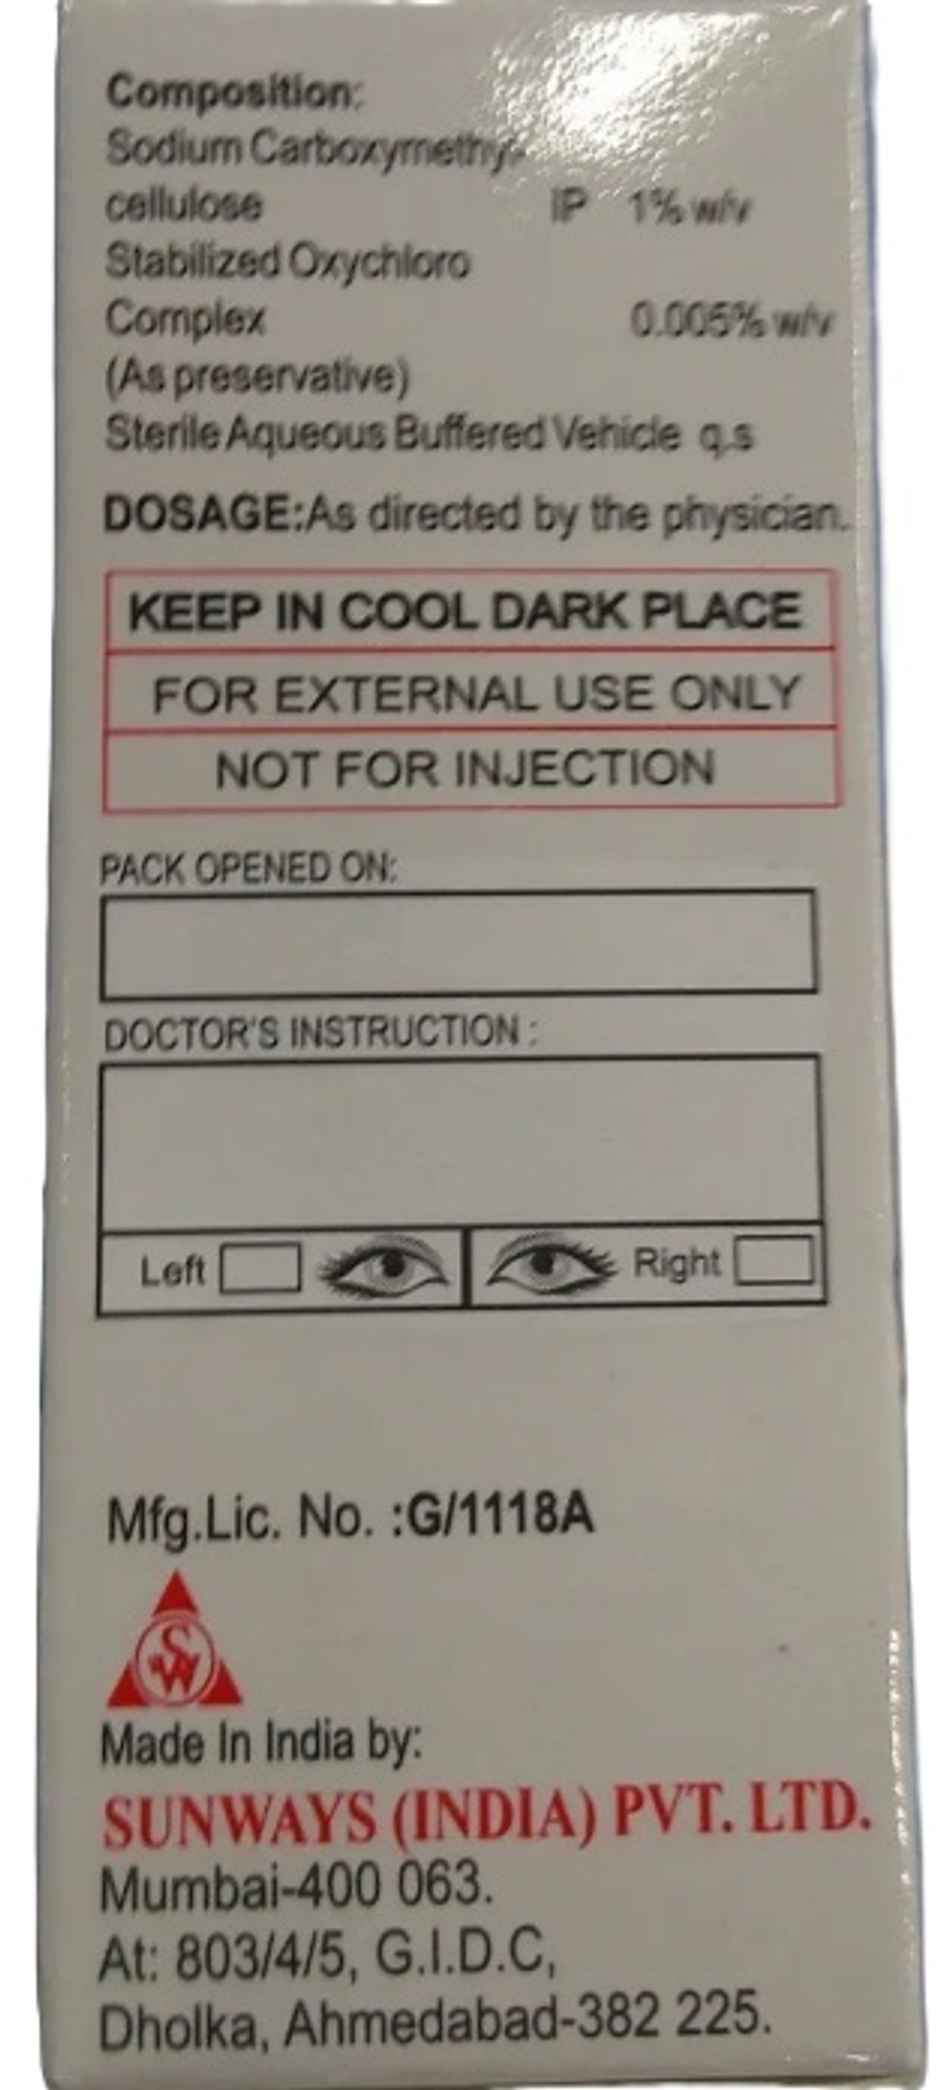 Composition:
Sodium Carboxymethyl-
cellulose IP 1% w/v
Stabilized Oxychloro
Complex 0.005% w/v
(As preservative)
Sterile Aqueous Buffered Vehicle q.s
DOSAGE:As directed by the physician.
KEEP IN COOL DARK PLACE
FOR EXTERNAL USE ONLY
NOT FOR INJECTION
PACK OPENED ON:
DOCTOR'S INSTRUCTION :
Left Right
Mfg.Lic. No. :G/1118A
SW
Made In India by:
SUNWAYS (INDIA) PVT. LTD.
Mumbai-400 063.
At: 803/4/5, G.I.D.C,
Dholka, Ahmedabad-382 225.